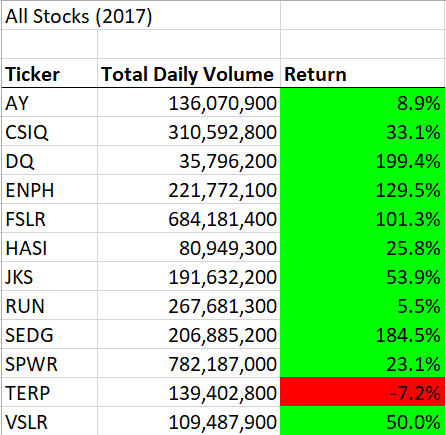 All Stocks (2017)
Ticker Total Daily Volume Return
AY 136,070,900 8.9%
CSIQ 310,592,800 33.1%
DQ 35,796,200 199.4%
ENPH 221,772,100 129.5%
FSLR 684,181,400 101.3%
HASI 80,949,300 25.8%
JKS 191,632,200 53.9%
RUN 267,681,300 5.5%
SEDG 206,885,200 184.5%
SPWR 782,187,000 23.1%
TERP 139,402,800 -7.2%
VSLR 109,487,900 50.0%